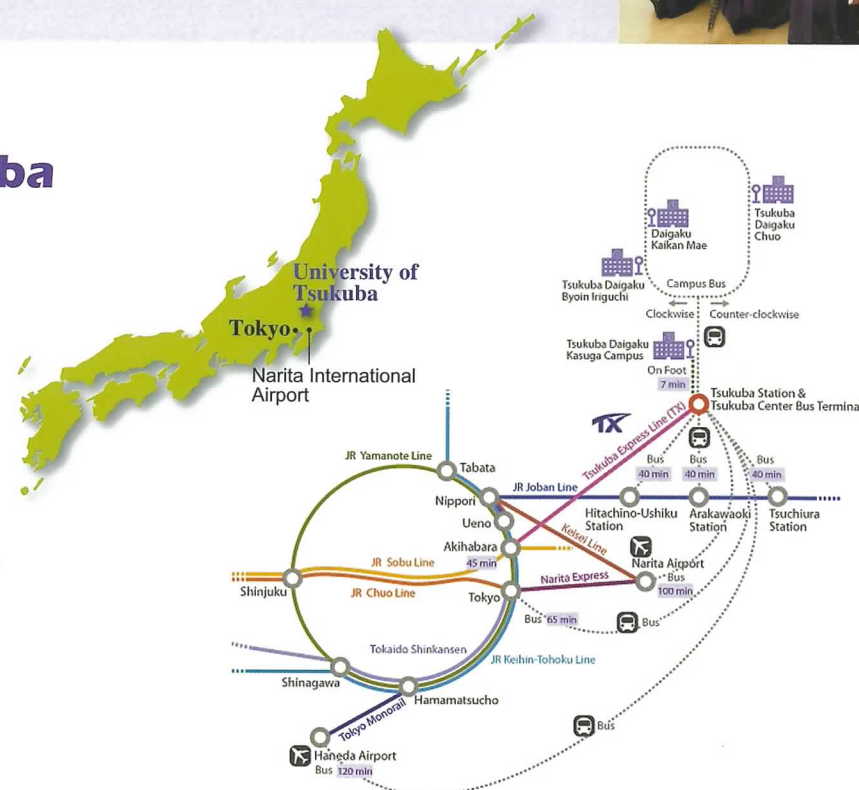 ba
University of
Tsukuba
Tokyo
Narita International
Airport
Tsukuba
Daigaku
Chuo
Daigaku
Kaikan Mae
Tsukuba Daigaku
Byoin Iriguchi
Campus Bus
Clockwise
Counter-clockwise
Tsukuba Daigaku
Kasuga Campus
On Foot
7 min
TX
Tsukuba Express Line (TX)
Tsukuba Station &
Tsukuba Center Bus Termina
Bus
40 min
Bus
40 min
Bus
40 min
JR Yamanote Line
Tabata
Nippori
JR Joban Line
Hitachino-Ushiku
Station
Arakawaoki
Station
Tsuchiura
Station
Ueno
Keisei Line
Akihabara
45 min
JR Sobu Line
Narita Airport
Bus
100 min
Narita Express
Shinjuku
JR Chuo Line
Tokyo
Bus 65 min
Bus
Tokaido Shinkansen
JR Keihin-Tohoku Line
Shinagawa
Hamamatsucho
Tokyo Monorail
Bus
Haneda Airport
Bus 120 min